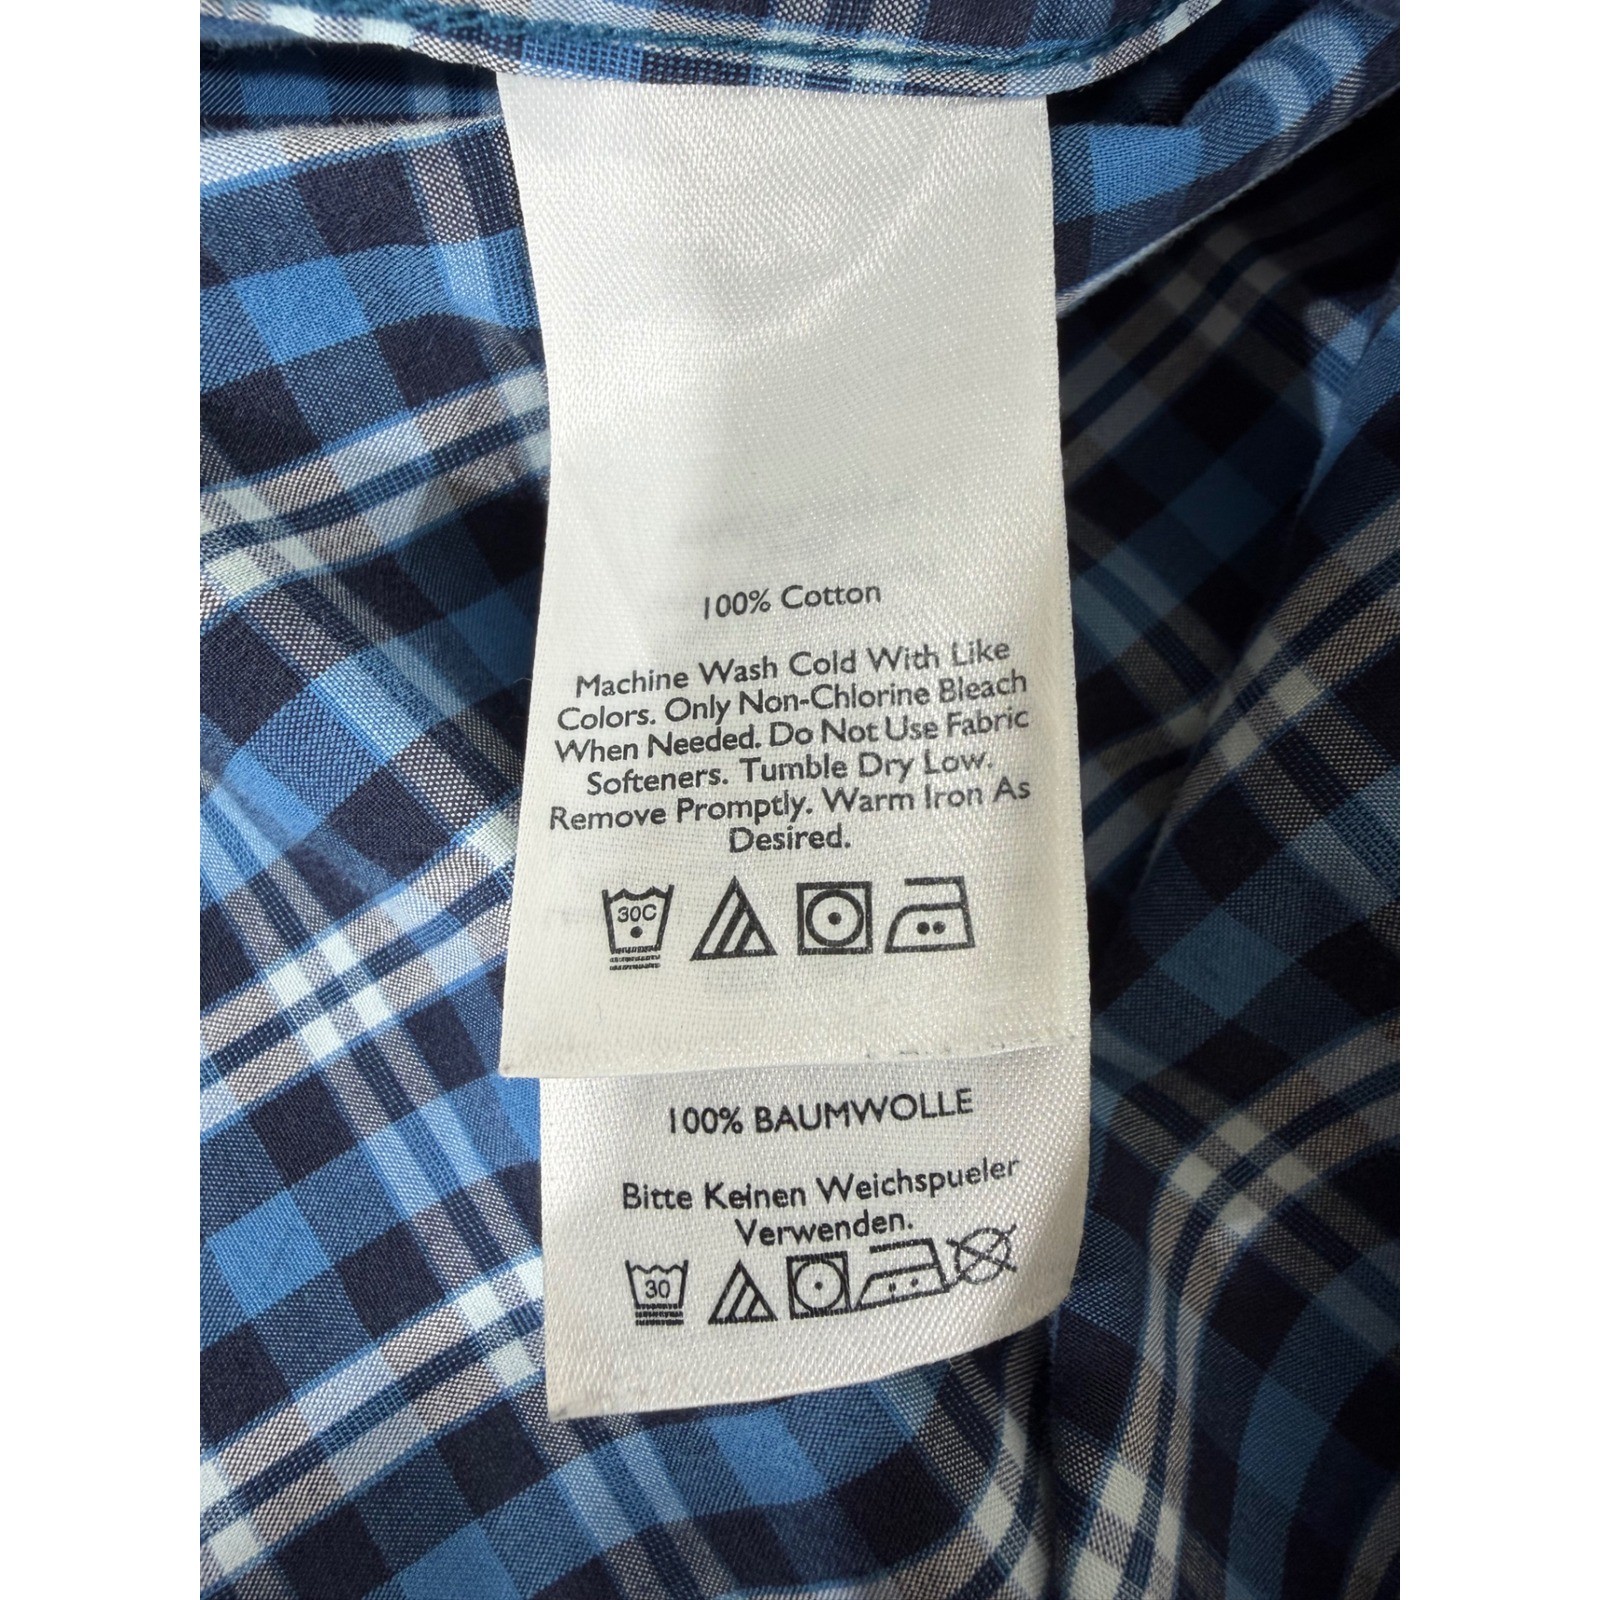 100% Cotton
Machine Wash Cold With Like
Colors. Only Non-Chlorine Bleach
When Needed. Do Not Use Fabric
Softeners. Tumble Dry Low.
Remove Promptly. Warm Iron As
Desired.
30C
100% BAUMWOLLE
Bitte Keinen Weichspueler
Verwenden.
30